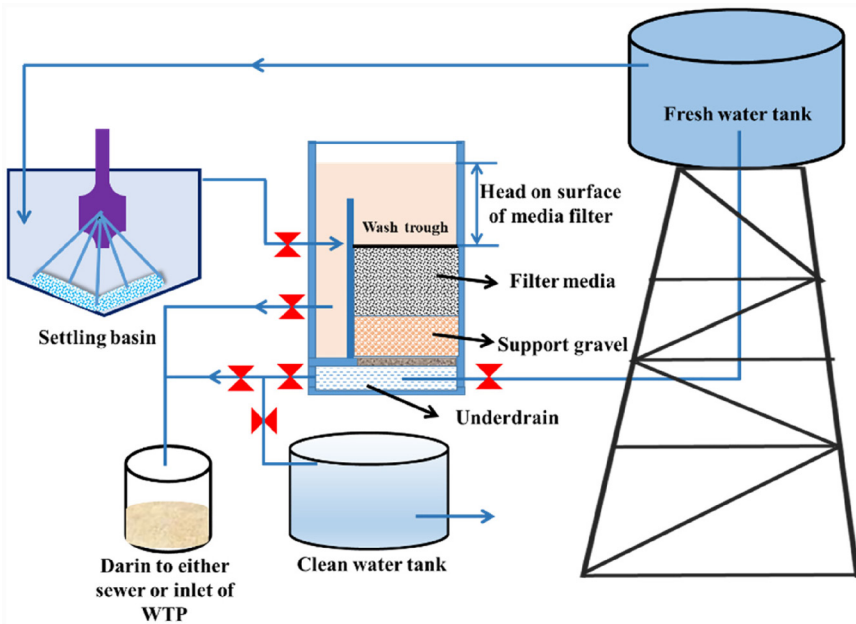 Fresh water tank
Head on surface
of media filter
Wash trough
Filter media
Settling basin
Support gravel
Underdrain
Clean water tank
Darin to either
sewer or inlet of
WTP